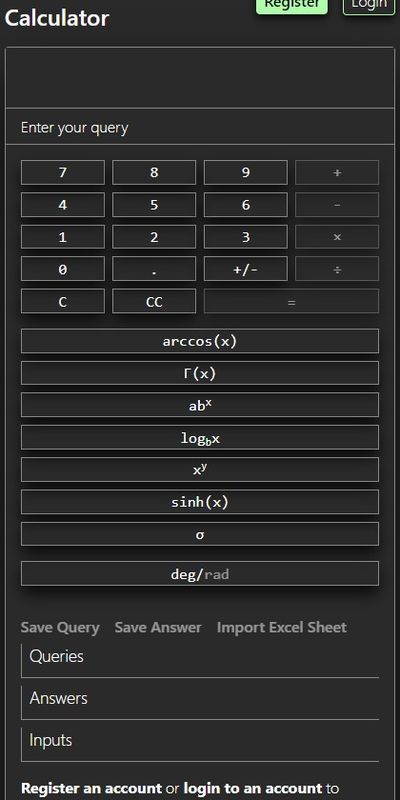 Register Login
Calculator
Enter your query
7 8 9 +
4 5 6 -
1 2 3 ×
0 . +/- ÷
C CC =
arccos(x)
Γ(x)
abˣ
log_b x
xʸ
sinh(x)
σ
deg/rad
Save Query Save Answer Import Excel Sheet
Queries
Answers
Inputs
Register an account or login to an account to